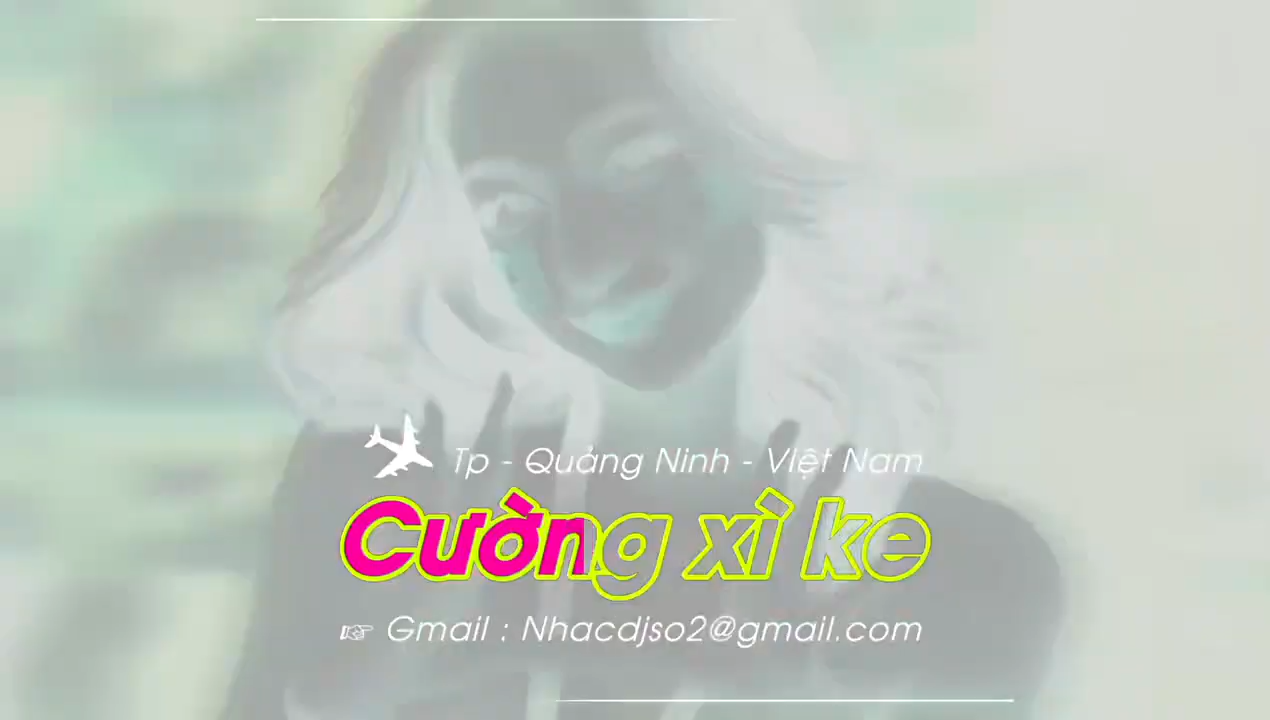 Tp - Quảng Ninh - VIệt Nam
Cường xì ke
☞ Gmail : Nhacdjso2@gmail.com